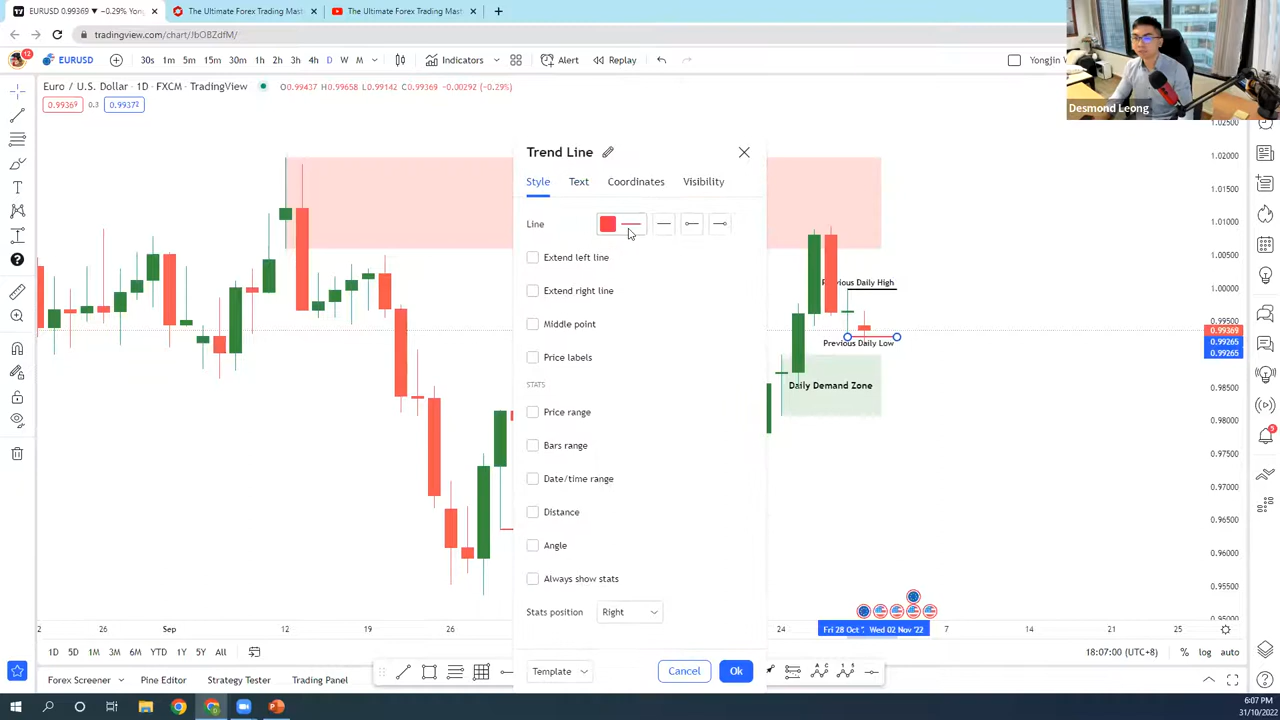 EURUSD 0.99369 ▼ −0.29% Yong
The Ultimate Forex Trading Mast
The Ultimate Forex Trading Mast
tradingview.com/chart/JbOBZdfM/
12
EURUSD
30s 1m 5m 15m 30m 1h 2h 3h 4h D W M
Indicators
Alert
Replay
Yongjin
Desmond Leong
Euro / U.S. Dollar · 1D · FXCM · TradingView
O0.99437 H0.99658 L0.99142 C0.99369 -0.00292 (-0.29%)
0.99369 0.3 0.99372
Trend Line
Style Text Coordinates Visibility
Line
Extend left line
Extend right line
Middle point
Price labels
STATS
Price range
Bars range
Date/time range
Distance
Angle
Always show stats
Stats position Right
Template
Cancel
Ok
Previous Daily High
Previous Daily Low
Daily Demand Zone
1.02500
1.02000
1.01500
1.01000
1.00500
1.00000
0.99500
0.99369
0.99265
0.99265
0.98500
0.98000
0.97500
0.97000
0.96500
0.96000
0.95500
0.9500
5
2 26 Sep 5 12 19 26 24 Fri 28 Oct ' Wed 02 Nov '22 7 14 21 25
1D 5D 1M 3M 6M YTD 1Y 5Y All
18:07:00 (UTC+8) % log auto
Forex Screener Pine Editor Strategy Tester Trading Panel
6:07 PM
31/10/2022